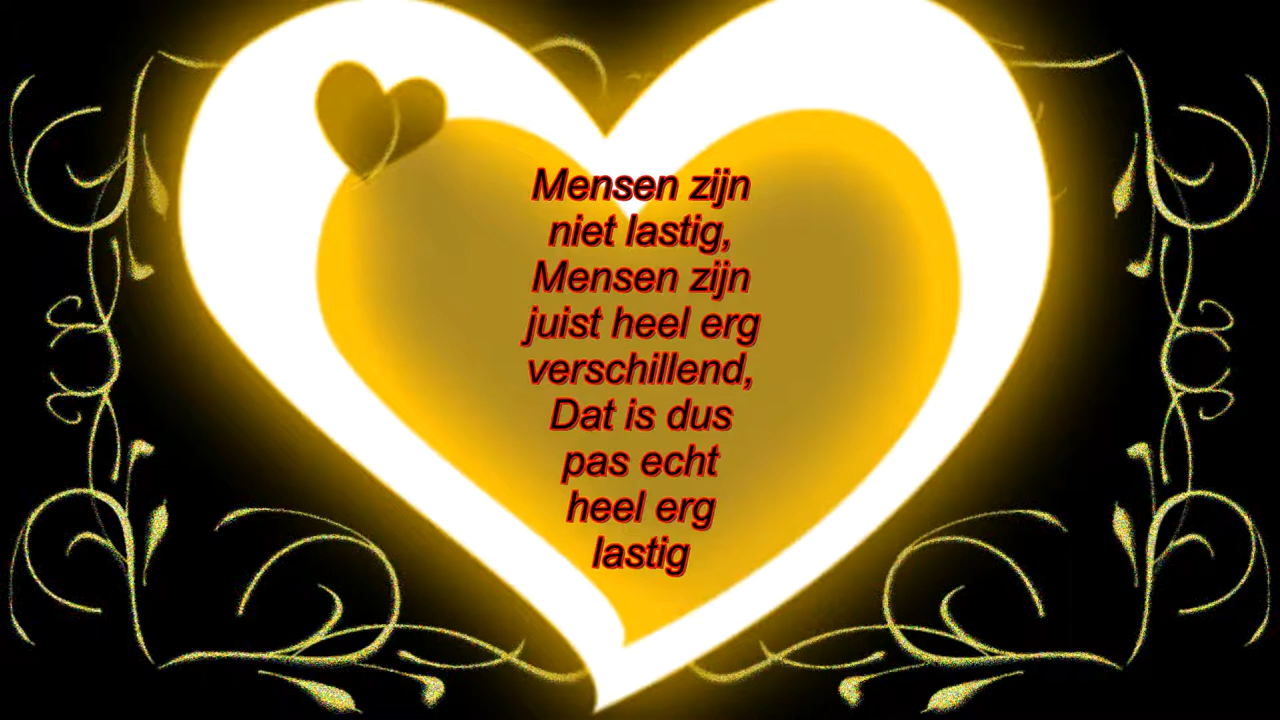 Mensen zijn
niet lastig,
Mensen zijn
juist heel erg
verschillend,
Dat is dus
pas echt
heel erg
lastig